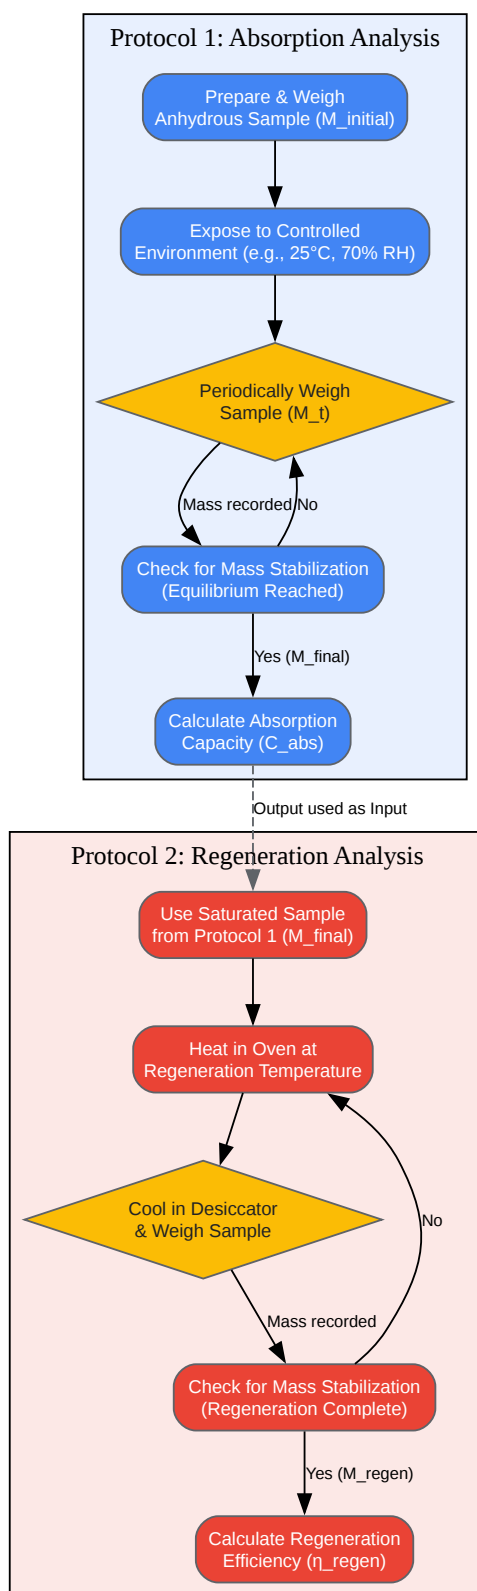 Protocol 1: Absorption Analysis
Prepare & Weigh
Anhydrous Sample (M_initial)
Expose to Controlled
Environment (e.g., 25°C, 70% RH)
Periodically Weigh
Sample (M_t)
Mass recorded
No
Check for Mass Stabilization
(Equilibrium Reached)
Yes (M_final)
Calculate Absorption
Capacity (C_abs)
Output used as Input
Protocol 2: Regeneration Analysis
Use Saturated Sample
from Protocol 1 (M_final)
Heat in Oven at
Regeneration Temperature
Cool in Desiccator
& Weigh Sample
No
Mass recorded
Check for Mass Stabilization
(Regeneration Complete)
Yes (M_regen)
Calculate Regeneration
Efficiency (η_regen)